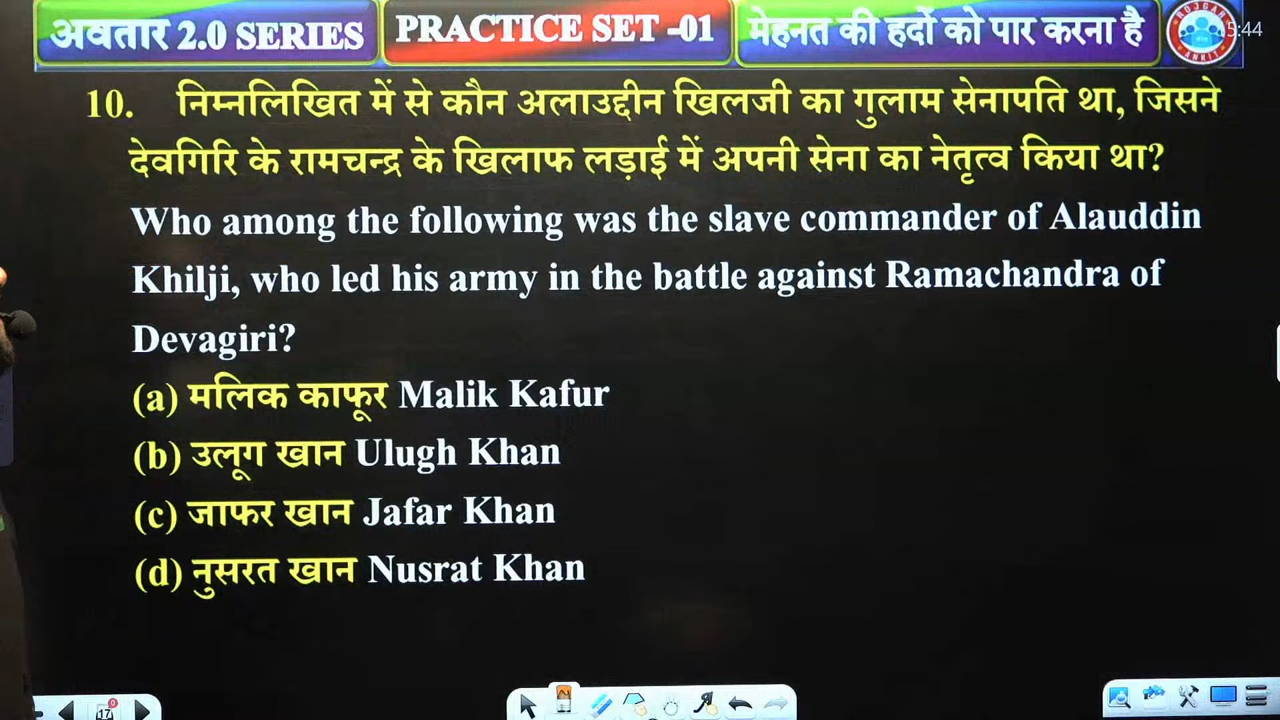 अवतार 2.0 SERIES
PRACTICE SET -01
मेहनत की हदों को पार करना है
ROJGAR
ANKIT
5:44
10. निम्नलिखित में से कौन अलाउद्दीन खिलजी का गुलाम सेनापति था, जिसने
देवगिरि के रामचन्द्र के खिलाफ लड़ाई में अपनी सेना का नेतृत्व किया था?
Who among the following was the slave commander of Alauddin
Khilji, who led his army in the battle against Ramachandra of
Devagiri?
(a) मलिक काफूर Malik Kafur
(b) उलूग खान Ulugh Khan
(c) जाफर खान Jafar Khan
(d) नुसरत खान Nusrat Khan
17